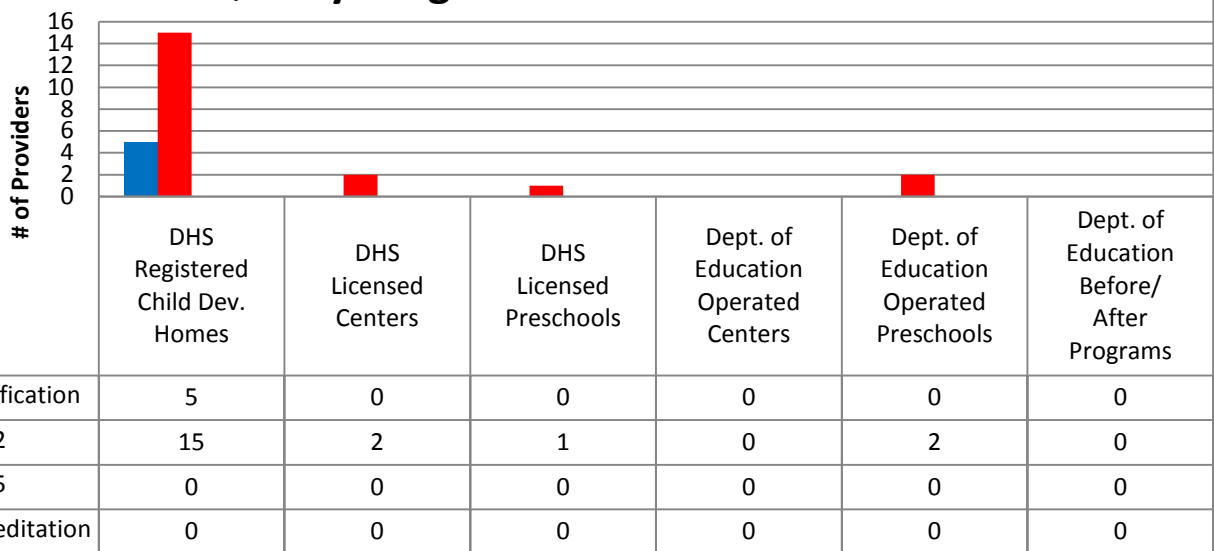 16
14
12
10
8
6
4
2
0
# of Providers
DHS
Registered
Child Dev.
Homes
DHS
Licensed
Centers
DHS
Licensed
Preschools
Dept. of
Education
Operated
Centers
Dept. of
Education
Operated
Preschools
Dept. of
Education
Before/
After
Programs
fication 5 0 0 0 0 0
2 15 2 1 0 2 0
5 0 0 0 0 0 0
editation 0 0 0 0 0 0